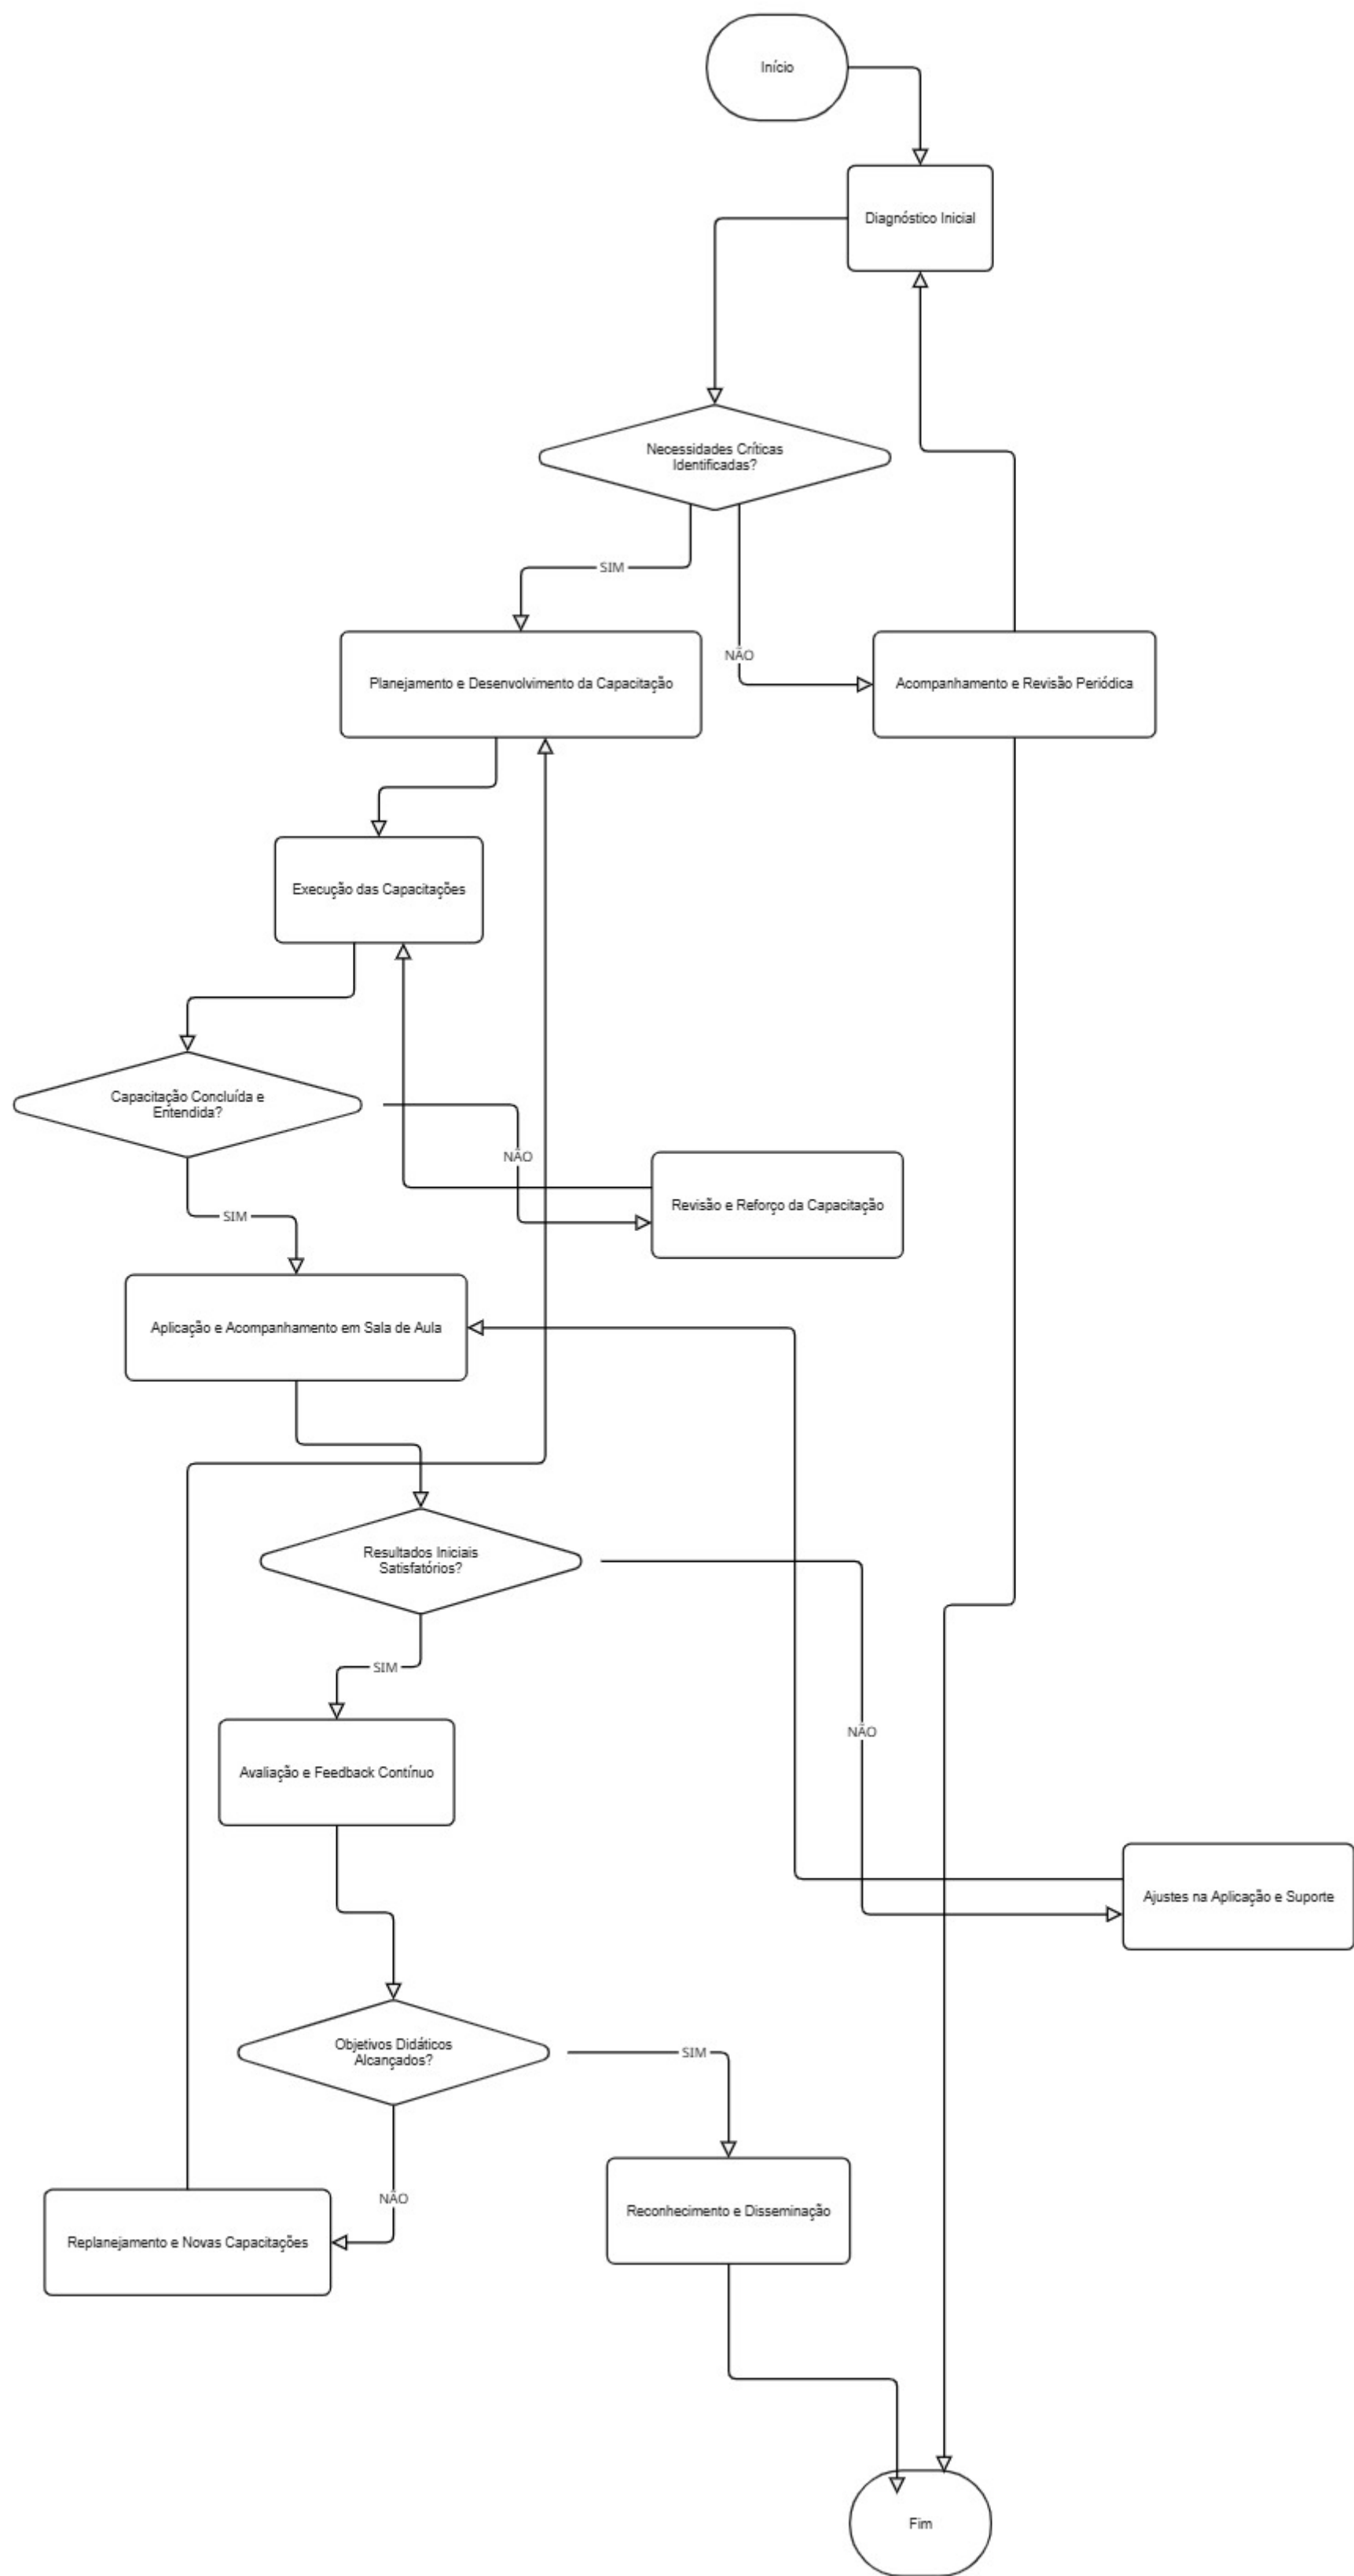 Início
Diagnóstico Inicial
Necessidades Críticas
Identificadas?
SIM
NÃO
Planejamento e Desenvolvimento da Capacitação
Acompanhamento e Revisão Periódica
Execução das Capacitações
Capacitação Concluída e
Entendida?
NÃO
Revisão e Reforço da Capacitação
SIM
Aplicação e Acompanhamento em Sala de Aula
Resultados Iniciais
Satisfatórios?
SIM
NÃO
Avaliação e Feedback Contínuo
Ajustes na Aplicação e Suporte
Objetivos Didáticos
Alcançados?
SIM
NÃO
Reconhecimento e Disseminação
Replanejamento e Novas Capacitações
Fim